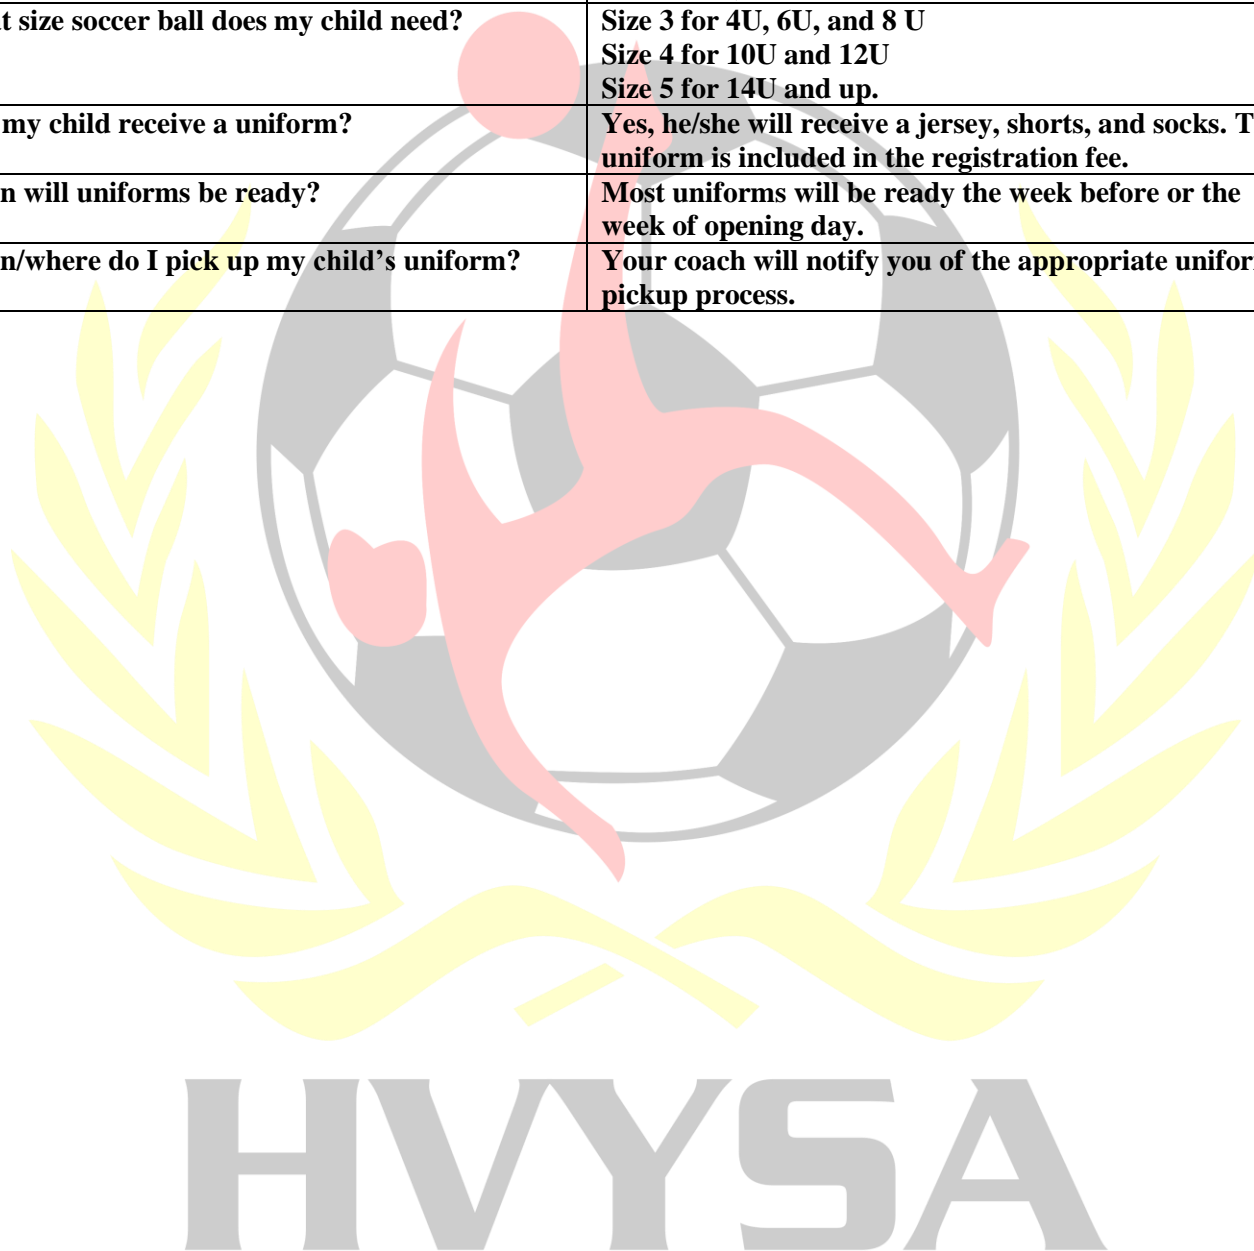 t size soccer ball does my child need?
Size 3 for 4U, 6U, and 8 U
Size 4 for 10U and 12U
Size 5 for 14U and up.
my child receive a uniform?
Yes, he/she will receive a jersey, shorts, and socks. T
uniform is included in the registration fee.
n will uniforms be ready?
Most uniforms will be ready the week before or the
week of opening day.
n/where do I pick up my child’s uniform?
Your coach will notify you of the appropriate unifor
pickup process.
HVYSA